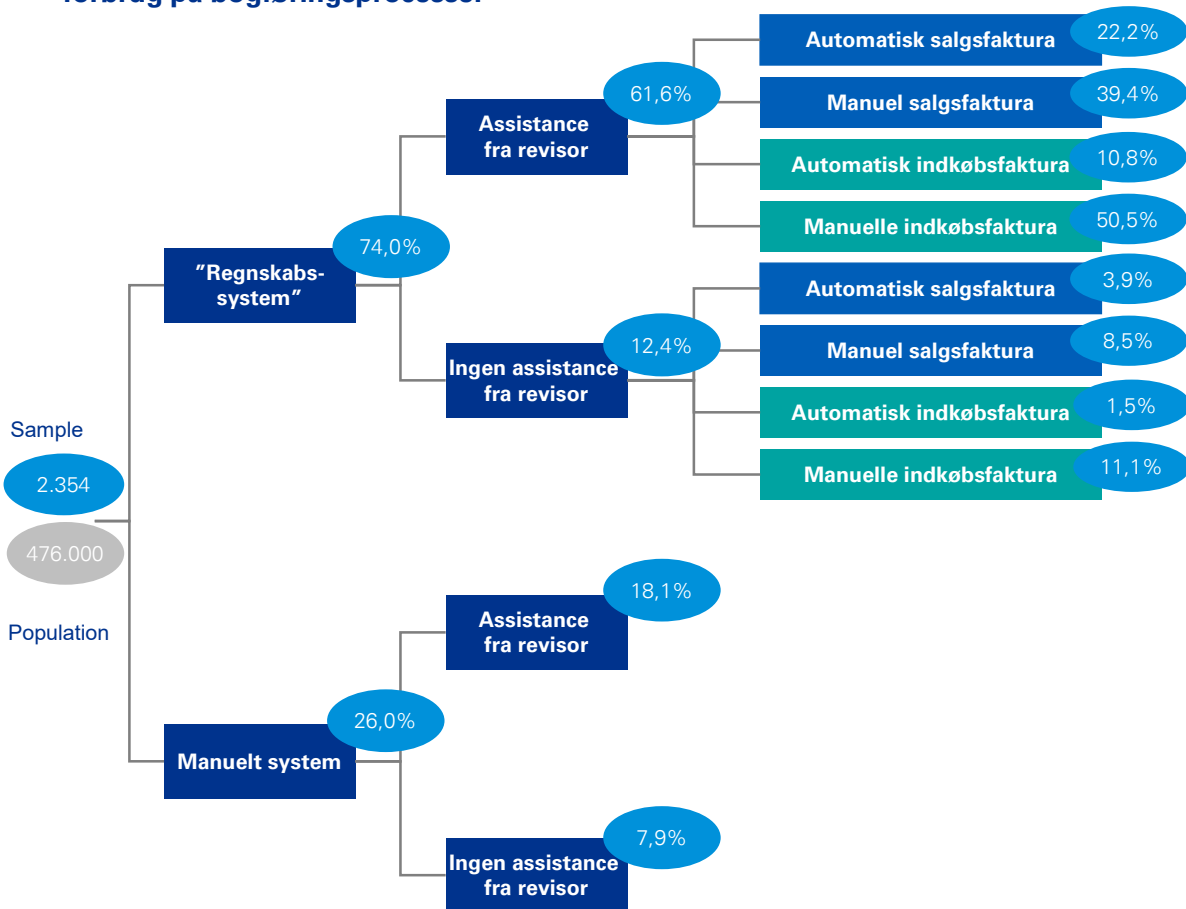 forbrug på bogføringsprocesser
Automatisk salgsfaktura
22,2%
61,6%
Manuel salgsfaktura
39,4%
Assistance
fra revisor
Automatisk indkøbsfaktura
10,8%
Manuelle indkøbsfaktura
50,5%
74,0%
"Regnskabs-
system"
Automatisk salgsfaktura
3,9%
12,4%
Manuel salgsfaktura
8,5%
Ingen assistance
fra revisor
Automatisk indkøbsfaktura
1,5%
Manuelle indkøbsfaktura
11,1%
Sample
2.354
476.000
Population
18,1%
Assistance
fra revisor
26,0%
Manuelt system
7,9%
Ingen assistance
fra revisor